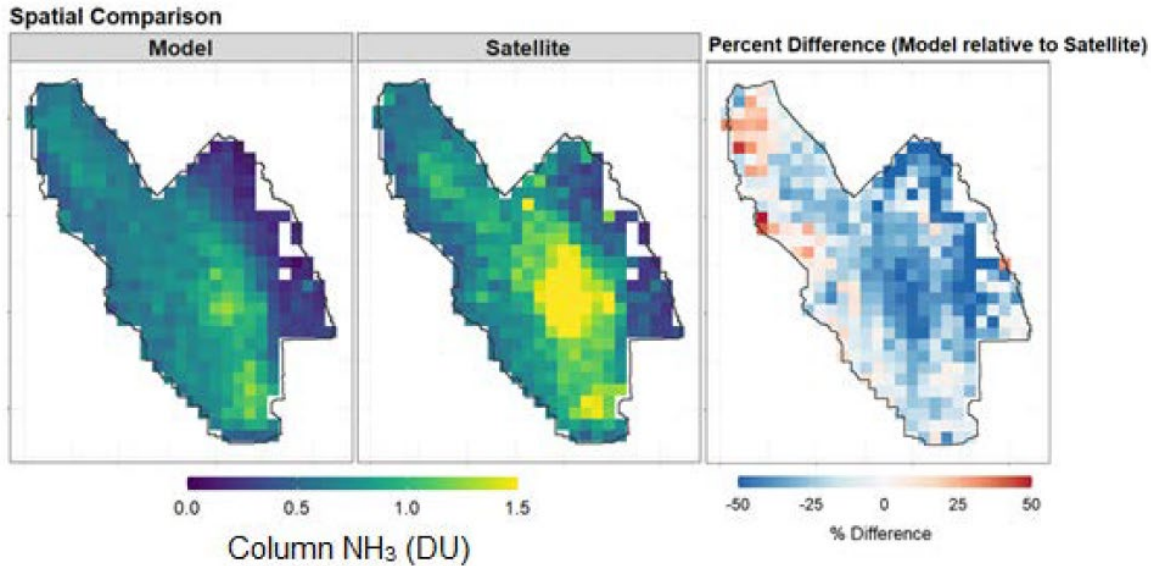 Spatial Comparison
Model
Satellite
Percent Difference (Model relative to Satellite)
0.0 0.5 1.0 1.5
Column NH₃ (DU)
-50 -25 0 25 50
% Difference